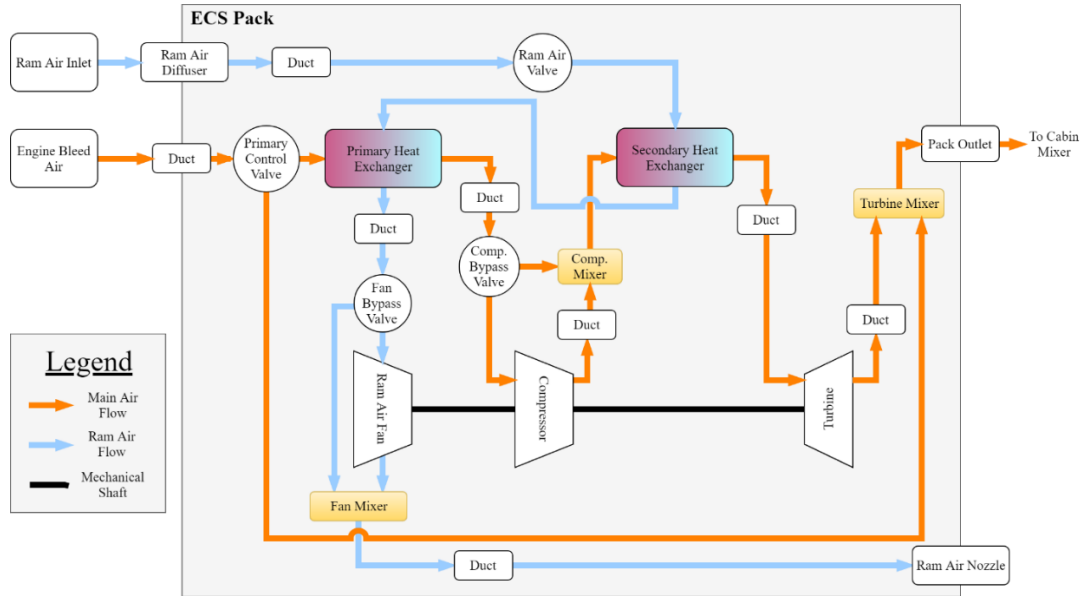 ECS Pack
Ram Air Inlet
Ram Air
Diffuser
Duct
Ram Air
Valve
Engine Bleed
Air
Duct
Primary
Control
Valve
Primary Heat
Exchanger
Secondary Heat
Exchanger
Pack Outlet
To Cabin
Mixer
Duct
Duct
Duct
Turbine Mixer
Comp.
Bypass
Valve
Comp.
Mixer
Fan
Bypass
Valve
Duct
Duct
Legend
Main Air
Flow
Ram Air
Flow
Mechanical
Shaft
Ram Air Fan
Compressor
Turbine
Fan Mixer
Duct
Ram Air Nozzle